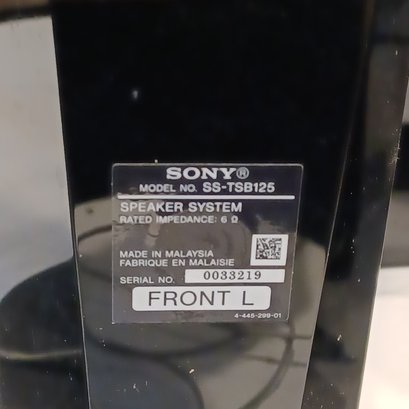 SONY®
MODEL NO. SS-TSB125
SPEAKER SYSTEM
RATED IMPEDANCE: 6 Ω
MADE IN MALAYSIA
FABRIQUE EN MALAISIE
SERIAL NO. 0033219
FRONT L
4-445-299-01